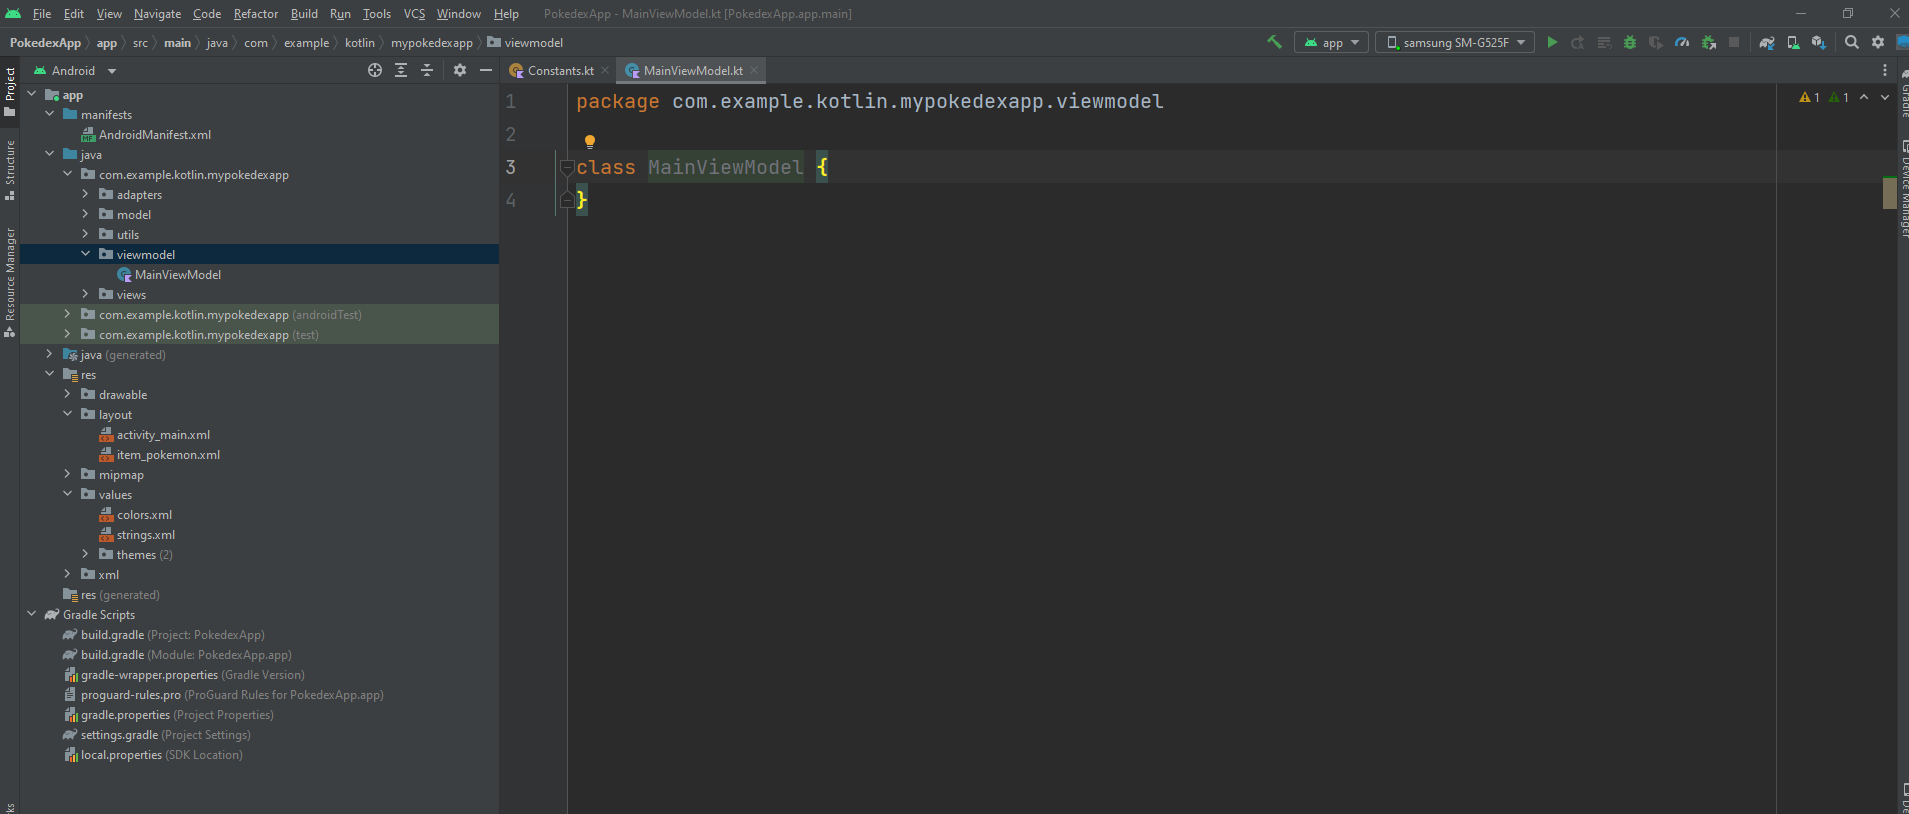 File Edit View Navigate Code Refactor Build Run Tools VCS Window Help PokedexApp - MainViewModel.kt [PokedexApp.app.main]
PokedexApp app src main java com example kotlin mypokedexapp viewmodel app samsung SM-G525F
Project
Structure
Resource Manager
Android
app
manifests
AndroidManifest.xml
java
com.example.kotlin.mypokedexapp
adapters
model
utils
viewmodel
MainViewModel
views
com.example.kotlin.mypokedexapp (androidTest)
com.example.kotlin.mypokedexapp (test)
java (generated)
res
drawable
layout
activity_main.xml
item_pokemon.xml
mipmap
values
colors.xml
strings.xml
themes (2)
xml
res (generated)
Gradle Scripts
build.gradle (Project: PokedexApp)
build.gradle (Module: PokedexApp.app)
gradle-wrapper.properties (Gradle Version)
proguard-rules.pro (ProGuard Rules for PokedexApp.app)
gradle.properties (Project Properties)
settings.gradle (Project Settings)
local.properties (SDK Location)
Constants.kt MainViewModel.kt
1 package com.example.kotlin.mypokedexapp.viewmodel
2
3 class MainViewModel {
4 }
1 1
Gradle
Device Manager